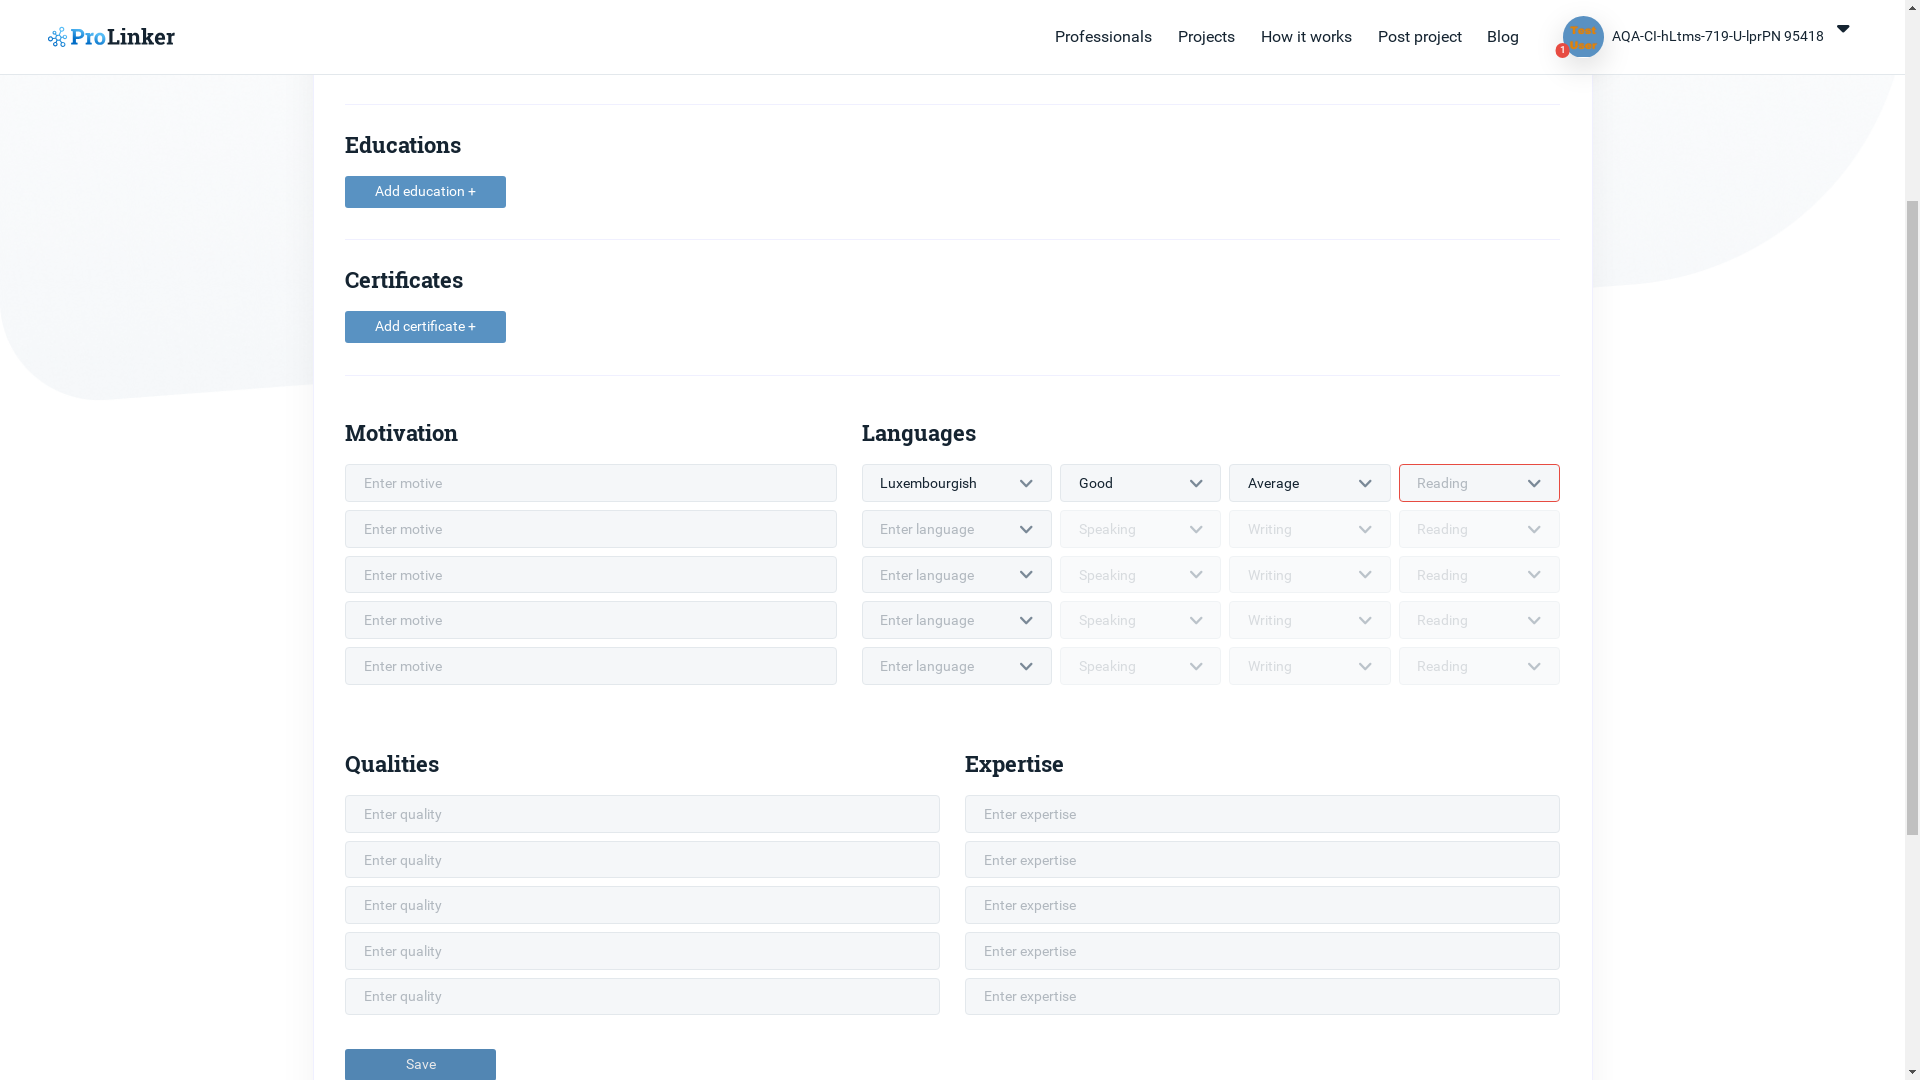 ProLinker
Professionals
Projects
How it works
Post project
Blog
Test
User
1
AQA-CI-hLtms-719-U-lprPN 95418
Educations
Add education +
Certificates
Add certificate +
Motivation
Enter motive
Enter motive
Enter motive
Enter motive
Enter motive
Languages
Luxembourgish Good Average Reading
Enter language Speaking Writing Reading
Enter language Speaking Writing Reading
Enter language Speaking Writing Reading
Enter language Speaking Writing Reading
Qualities
Enter quality
Enter quality
Enter quality
Enter quality
Enter quality
Expertise
Enter expertise
Enter expertise
Enter expertise
Enter expertise
Enter expertise
Save